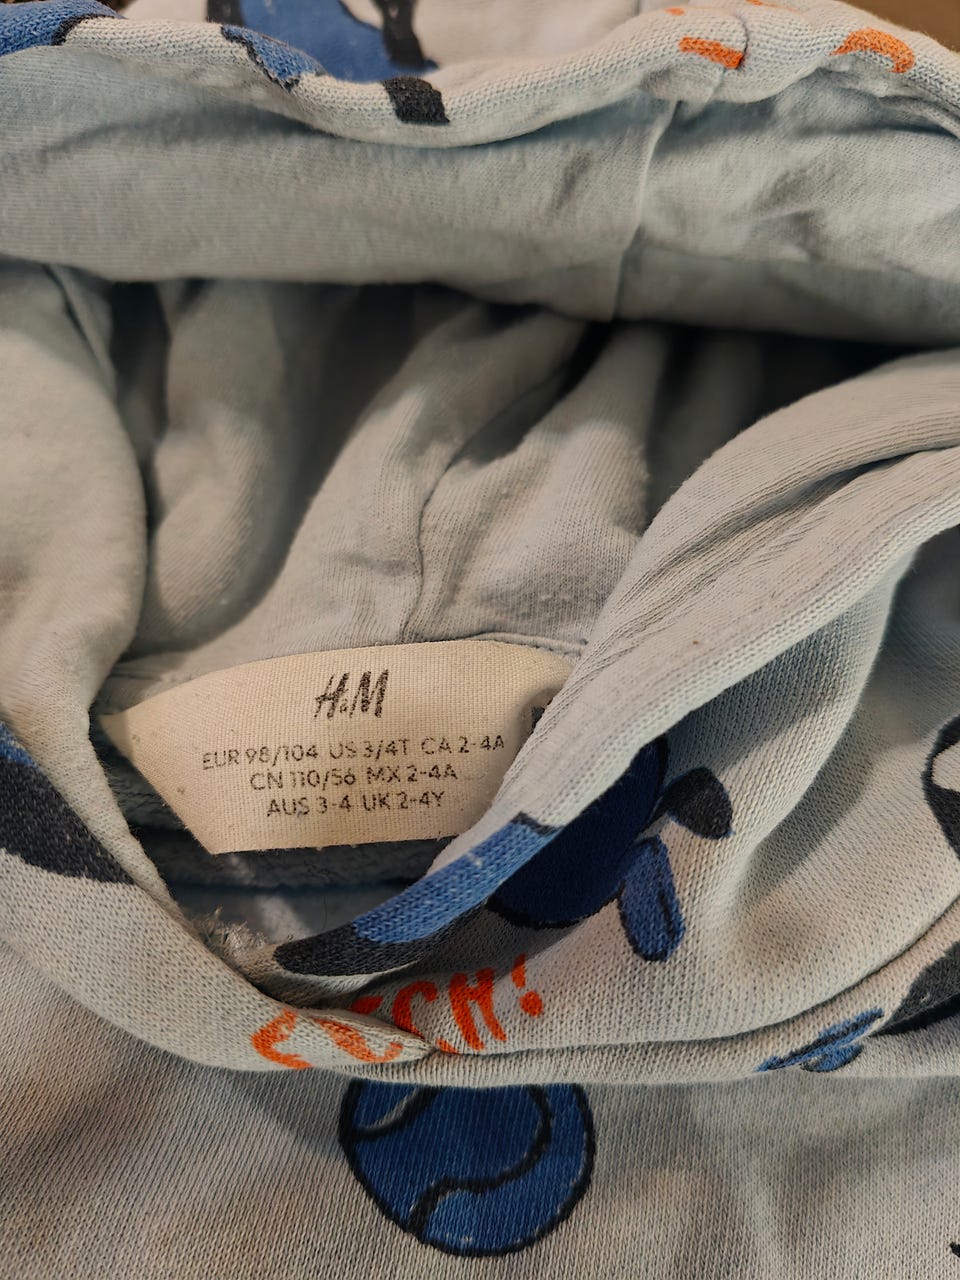 H&M
EUR 98/104 US 3/4T CA 2-4A
CN 110/56 MX 2-4A
AUS 3-4 UK 2-4Y